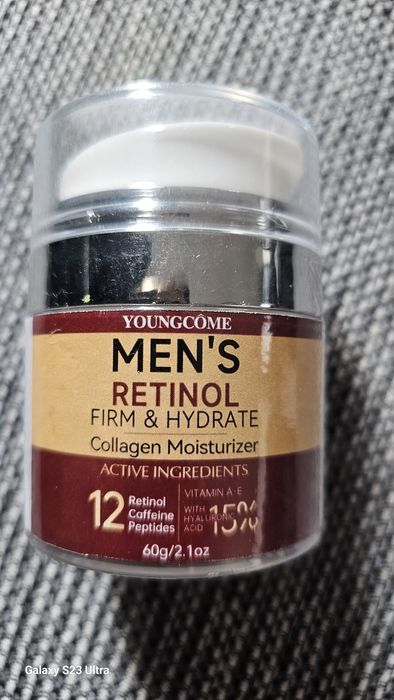 YOUNGCÔME
MEN'S
RETINOL
FIRM & HYDRATE
Collagen Moisturizer
ACTIVE INGREDIENTS
12 Retinol
Caffeine
Peptides
VITAMIN A-E
WITH
HYALURONIC
ACID
15%
60g/2.1oz
Galaxy S23 Ultra